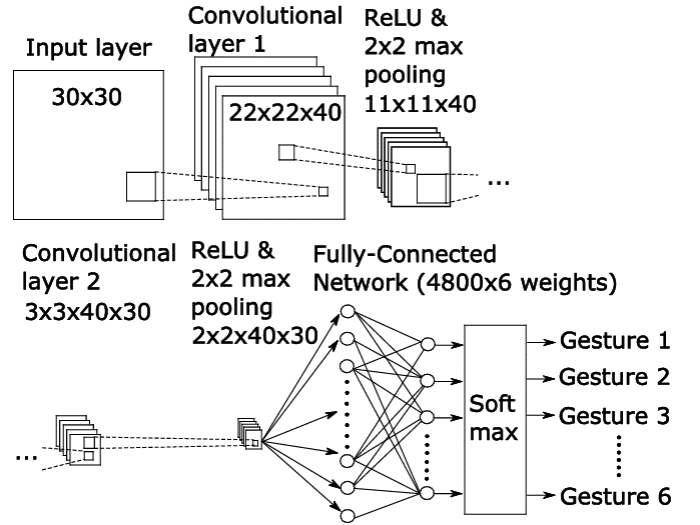 Input layer
30x30
Convolutional
layer 1
22x22x40
ReLU &
2x2 max
pooling
11x11x40
...
Convolutional
layer 2
3x3x40x30
ReLU &
2x2 max
pooling
2x2x40x30
Fully-Connected
Network (4800x6 weights)
...
Soft
max
Gesture 1
Gesture 2
Gesture 3
Gesture 6